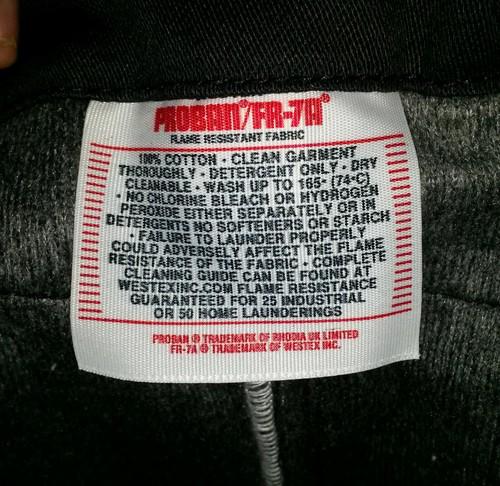 PROBAN®/FR-7A®
FLAME RESISTANT FABRIC
100% COTTON • CLEAN GARMENT
THOROUGHLY • DETERGENT ONLY • DRY
CLEANABLE • WASH UP TO 165° (74°C)
• NO CHLORINE BLEACH OR HYDROGEN
PEROXIDE EITHER SEPARATELY OR IN
DETERGENTS NO SOFTENERS OR STARCH
• FAILURE TO LAUNDER PROPERLY
COULD ADVERSELY AFFECT THE FLAME
RESISTANCE OF THE FABRIC • COMPLETE
CLEANING GUIDE CAN BE FOUND AT
WESTEXINC.COM FLAME RESISTANCE
GUARANTEED FOR 25 INDUSTRIAL
OR 50 HOME LAUNDERINGS
PROBAN ® TRADEMARK OF RHODIA UK LIMITED
FR-7A ® TRADEMARK OF WESTEX INC.